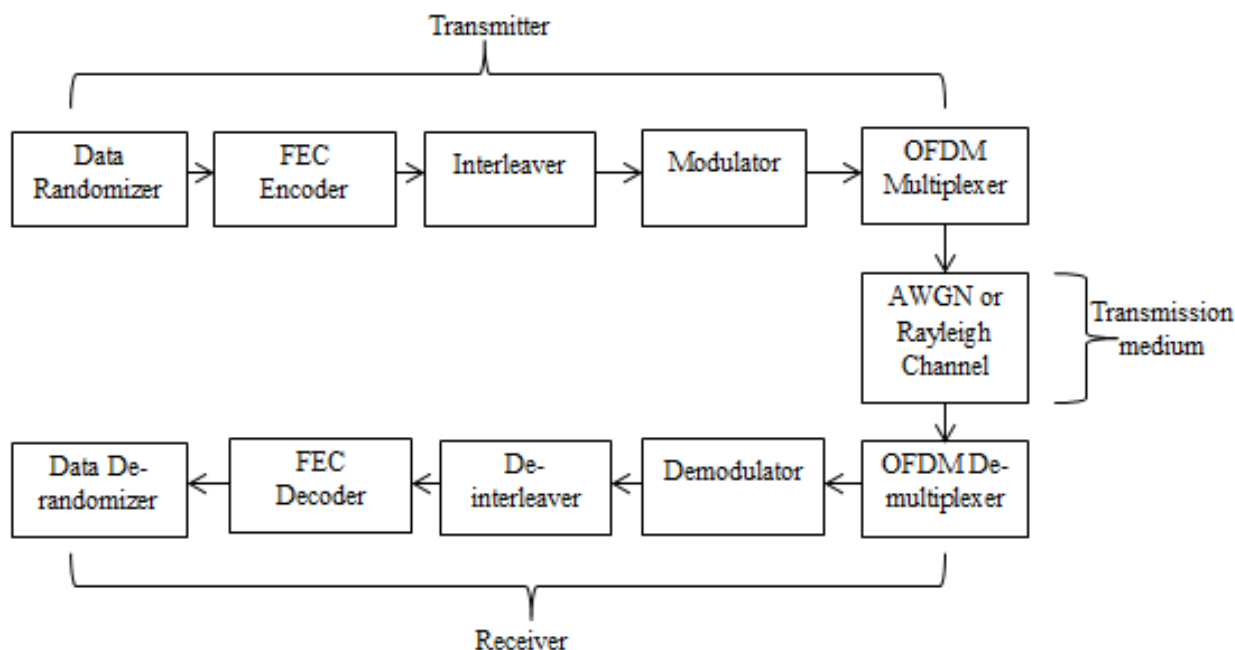 Transmitter
Data
Randomizer
FEC
Encoder
Interleaver
Modulator
OFDM
Multiplexer
AWGN or
Rayleigh
Channel
Transmission
medium
Data De-
randomizer
FEC
Decoder
De-
interleaver
Demodulator
OFDM De-
multiplexer
Receiver